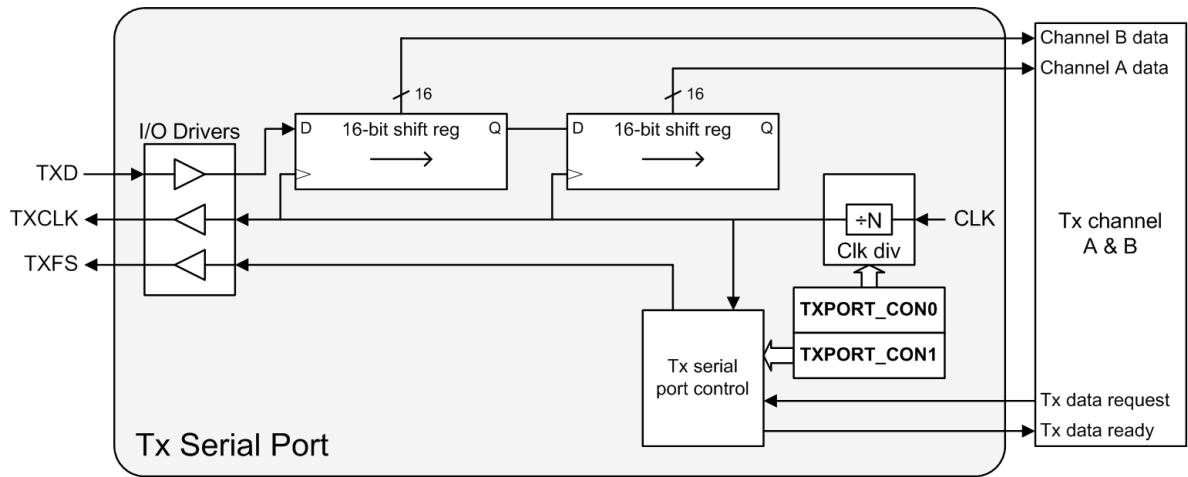 Channel B data
Channel A data
16
16
I/O Drivers
D 16-bit shift reg Q
D 16-bit shift reg Q
TXD
TXCLK
÷N
CLK
Tx channel
A & B
Clk div
TXFS
TXPORT_CON0
TXPORT_CON1
Tx serial
port control
Tx data request
Tx data ready
Tx Serial Port